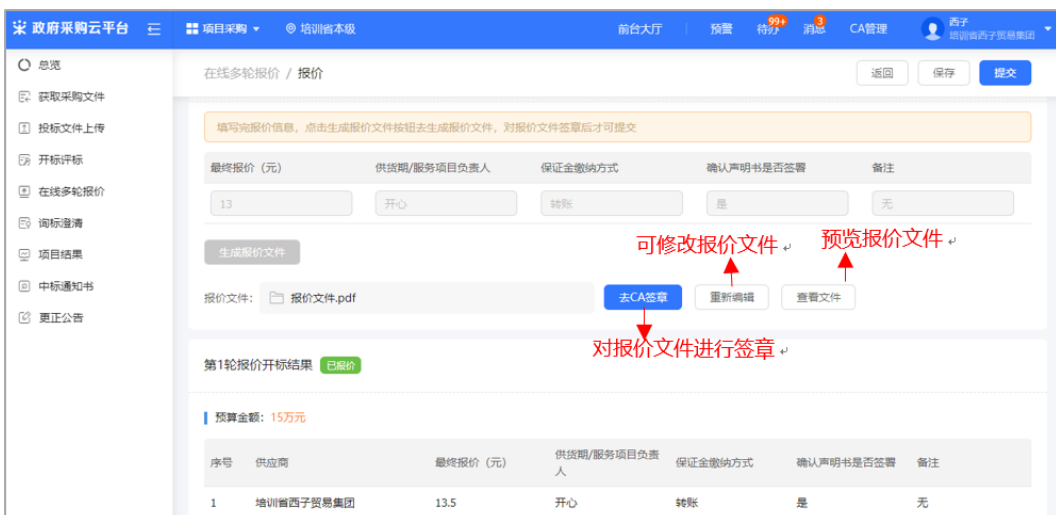 政府采购云平台 项目采购 培训省本级 前台大厅 预警 待办 99+ 消息 3 CA管理 西子
培训省西子贸易集团
总览
获取采购文件
投标文件上传
开标评标
在线多轮报价
询标澄清
项目结果
中标通知书
更正公告
在线多轮报价 / 报价 返回 保存 提交
填写完报价信息，点击生成报价文件按钮去生成报价文件，对报价文件签章后才可提交
最终报价（元） 供货期/服务项目负责人 保证金缴纳方式 确认声明书是否签署 备注
13 开心 转账 是 无
生成报价文件
可修改报价文件 预览报价文件
报价文件： 报价文件.pdf 去CA签章 重新编辑 查看文件
对报价文件进行签章
第1轮报价开标结果 已报价
预算金额：15万元
序号 供应商 最终报价（元） 供货期/服务项目负责
人 保证金缴纳方式 确认声明书是否签署 备注
1 培训省西子贸易集团 13.5 开心 转账 是 无